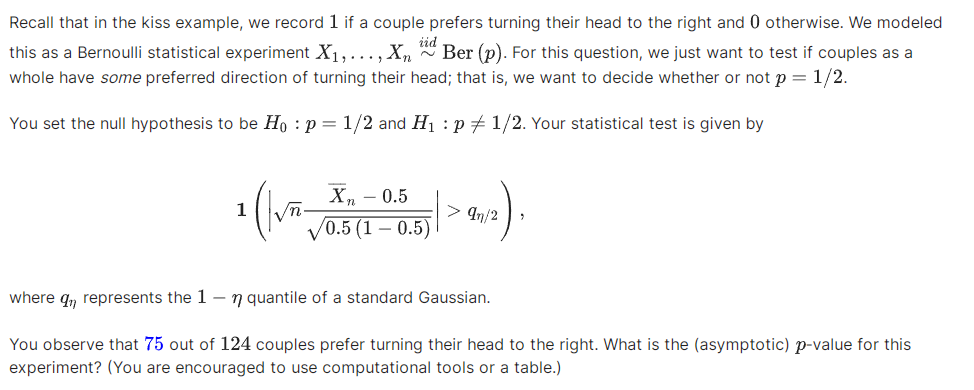 Recall that in the kiss example, we record 1 if a couple prefers turning their head to the right and 0 otherwise. We modeled
this as a Bernoulli statistical experiment $X_1, \ldots, X_n \overset{iid}{\sim} \text{Ber}(p)$. For this question, we just want to test if couples as a
whole have some preferred direction of turning their head; that is, we want to decide whether or not $p = 1/2$.
You set the null hypothesis to be $H_0 : p = 1/2$ and $H_1 : p \neq 1/2$. Your statistical test is given by
$\mathbf{1}\left(\left|\sqrt{n}\frac{\overline{X}_n - 0.5}{\sqrt{0.5(1 - 0.5)}}\right| > q_{\eta/2}\right),$
where $q_\eta$ represents the $1 - \eta$ quantile of a standard Gaussian.
You observe that 75 out of 124 couples prefer turning their head to the right. What is the (asymptotic) $p$-value for this
experiment? (You are encouraged to use computational tools or a table.)